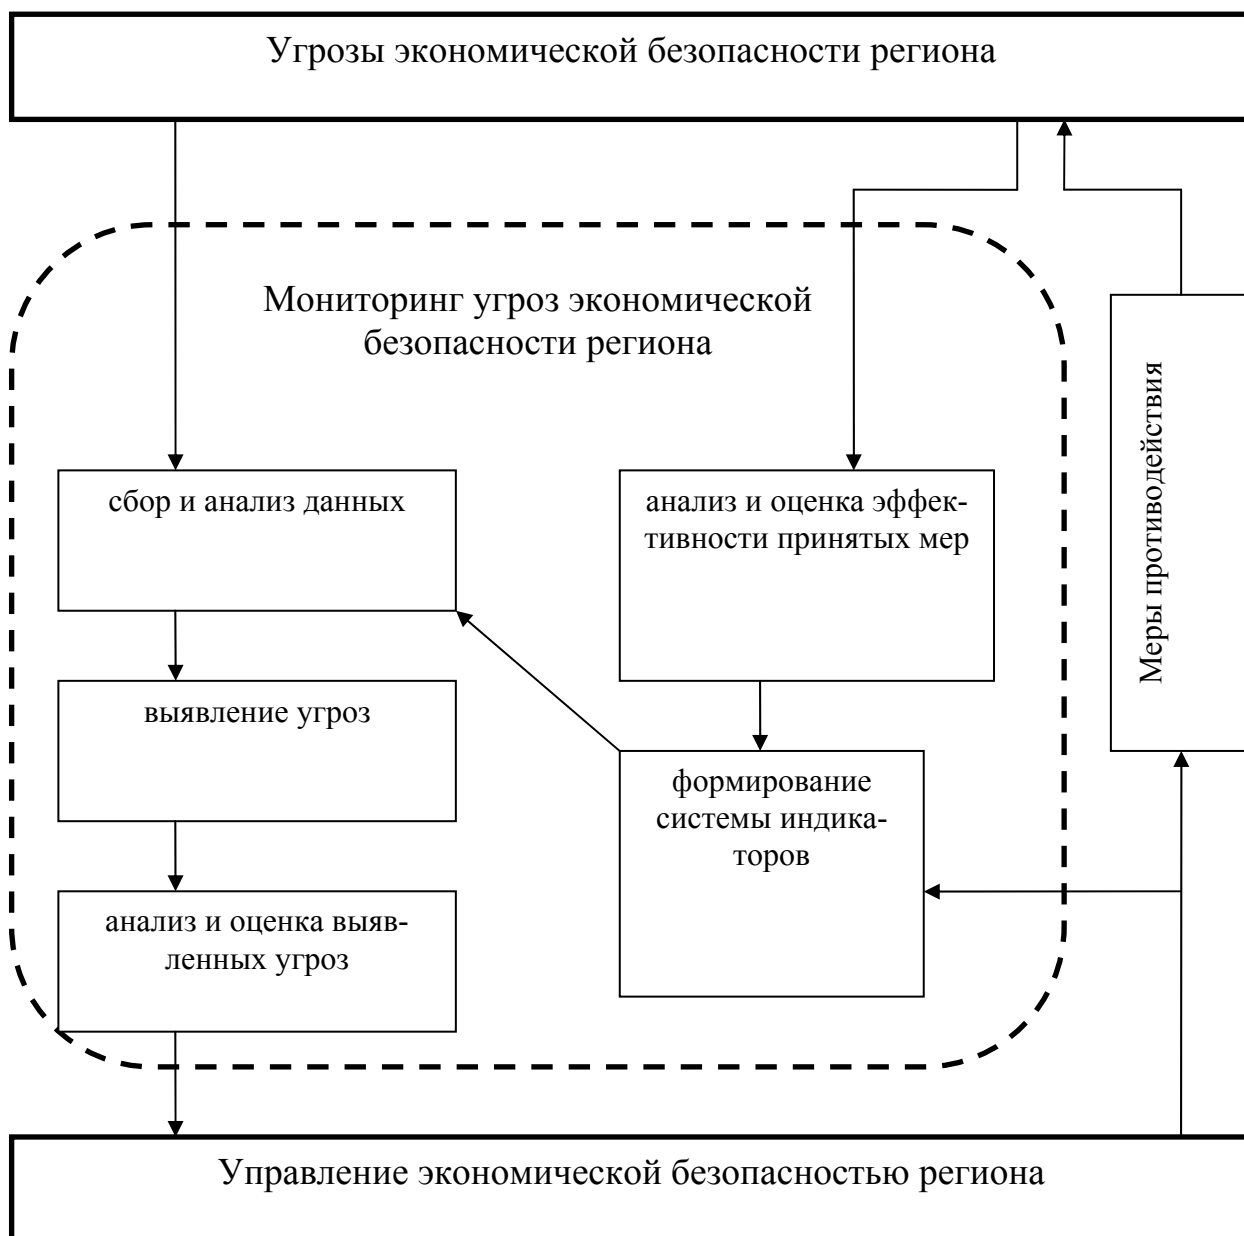 Угрозы экономической безопасности региона
Мониторинг угроз экономической
безопасности региона
сбор и анализ данных
анализ и оценка эффек-
тивности принятых мер
Меры противодействия
выявление угроз
формирование
системы индика-
торов
анализ и оценка выяв-
ленных угроз
Управление экономической безопасностью региона